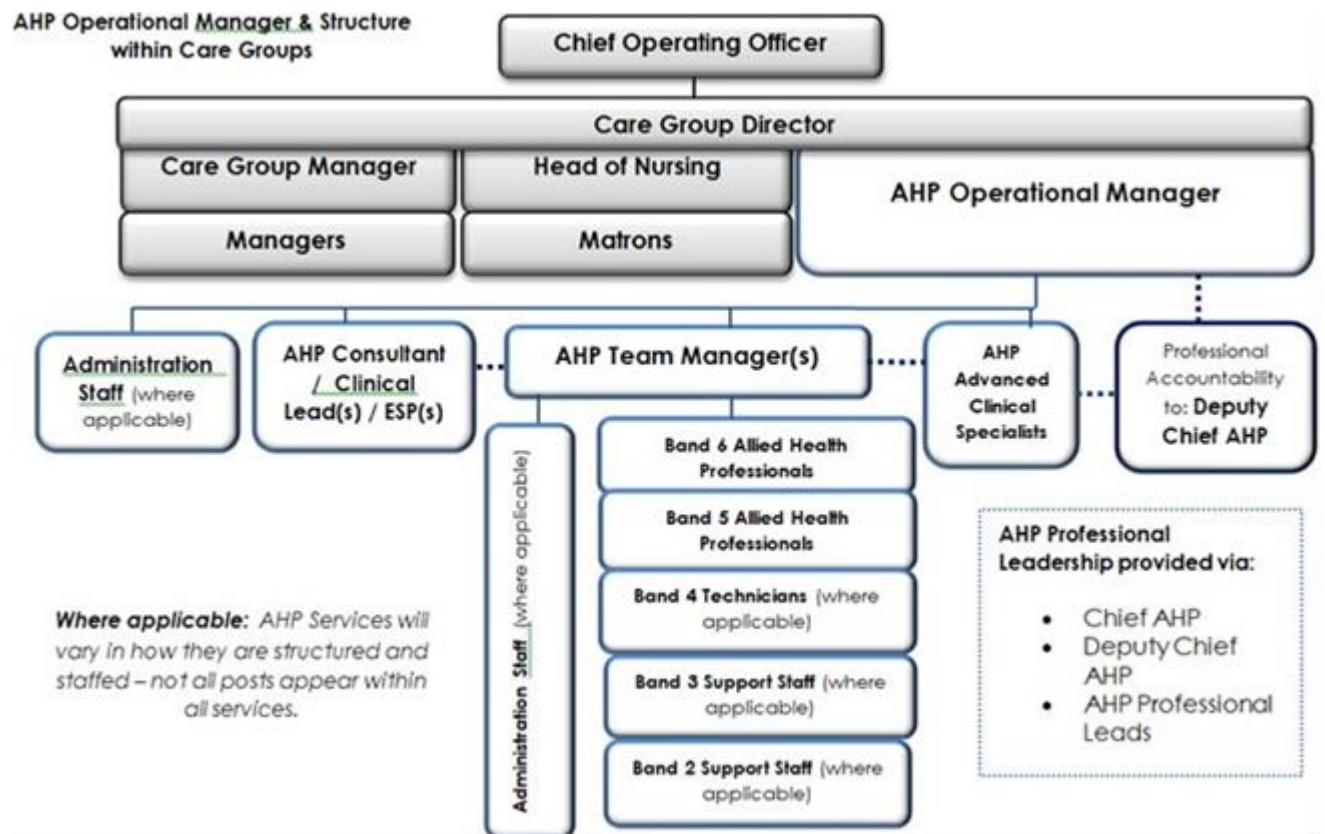 AHP Operational Manager & Structure
within Care Groups
Chief Operating Officer
Care Group Director
Care Group Manager
Head of Nursing
AHP Operational Manager
Managers
Matrons
Administration
Staff (where
applicable)
AHP Consultant
/ Clinical
Lead(s) / ESP(s)
AHP Team Manager(s)
AHP
Advanced
Clinical
Specialists
Professional
Accountability
to: Deputy
Chief AHP
Administration Staff (where applicable)
Band 6 Allied Health
Professionals
Band 5 Allied Health
Professionals
Band 4 Technicians (where
applicable)
Band 3 Support Staff (where
applicable)
Band 2 Support Staff (where
applicable)
Where applicable: AHP Services will
vary in how they are structured and
staffed – not all posts appear within
all services.
AHP Professional
Leadership provided via:
• Chief AHP
• Deputy Chief
AHP
• AHP Professional
Leads